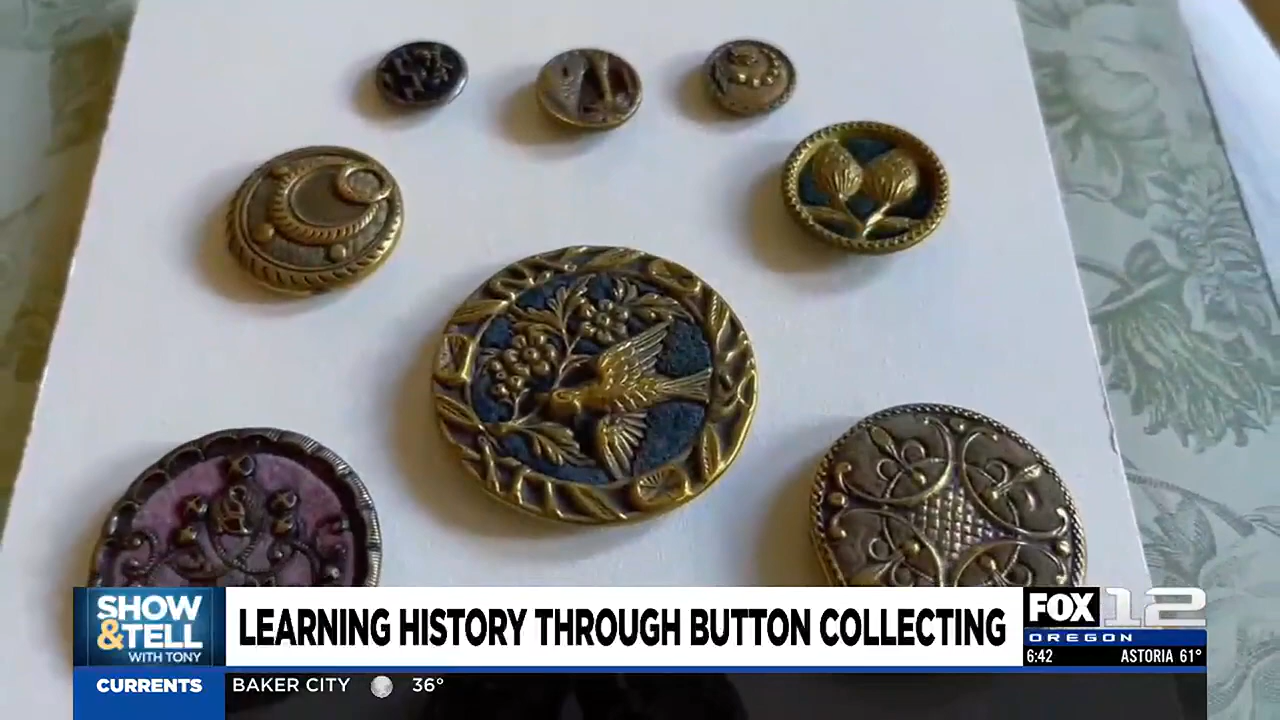 SHOW
&TELL
WITH TONY
LEARNING HISTORY THROUGH BUTTON COLLECTING
FOX 12
OREGON
6:42 ASTORIA 61°
CURRENTS
BAKER CITY 36°